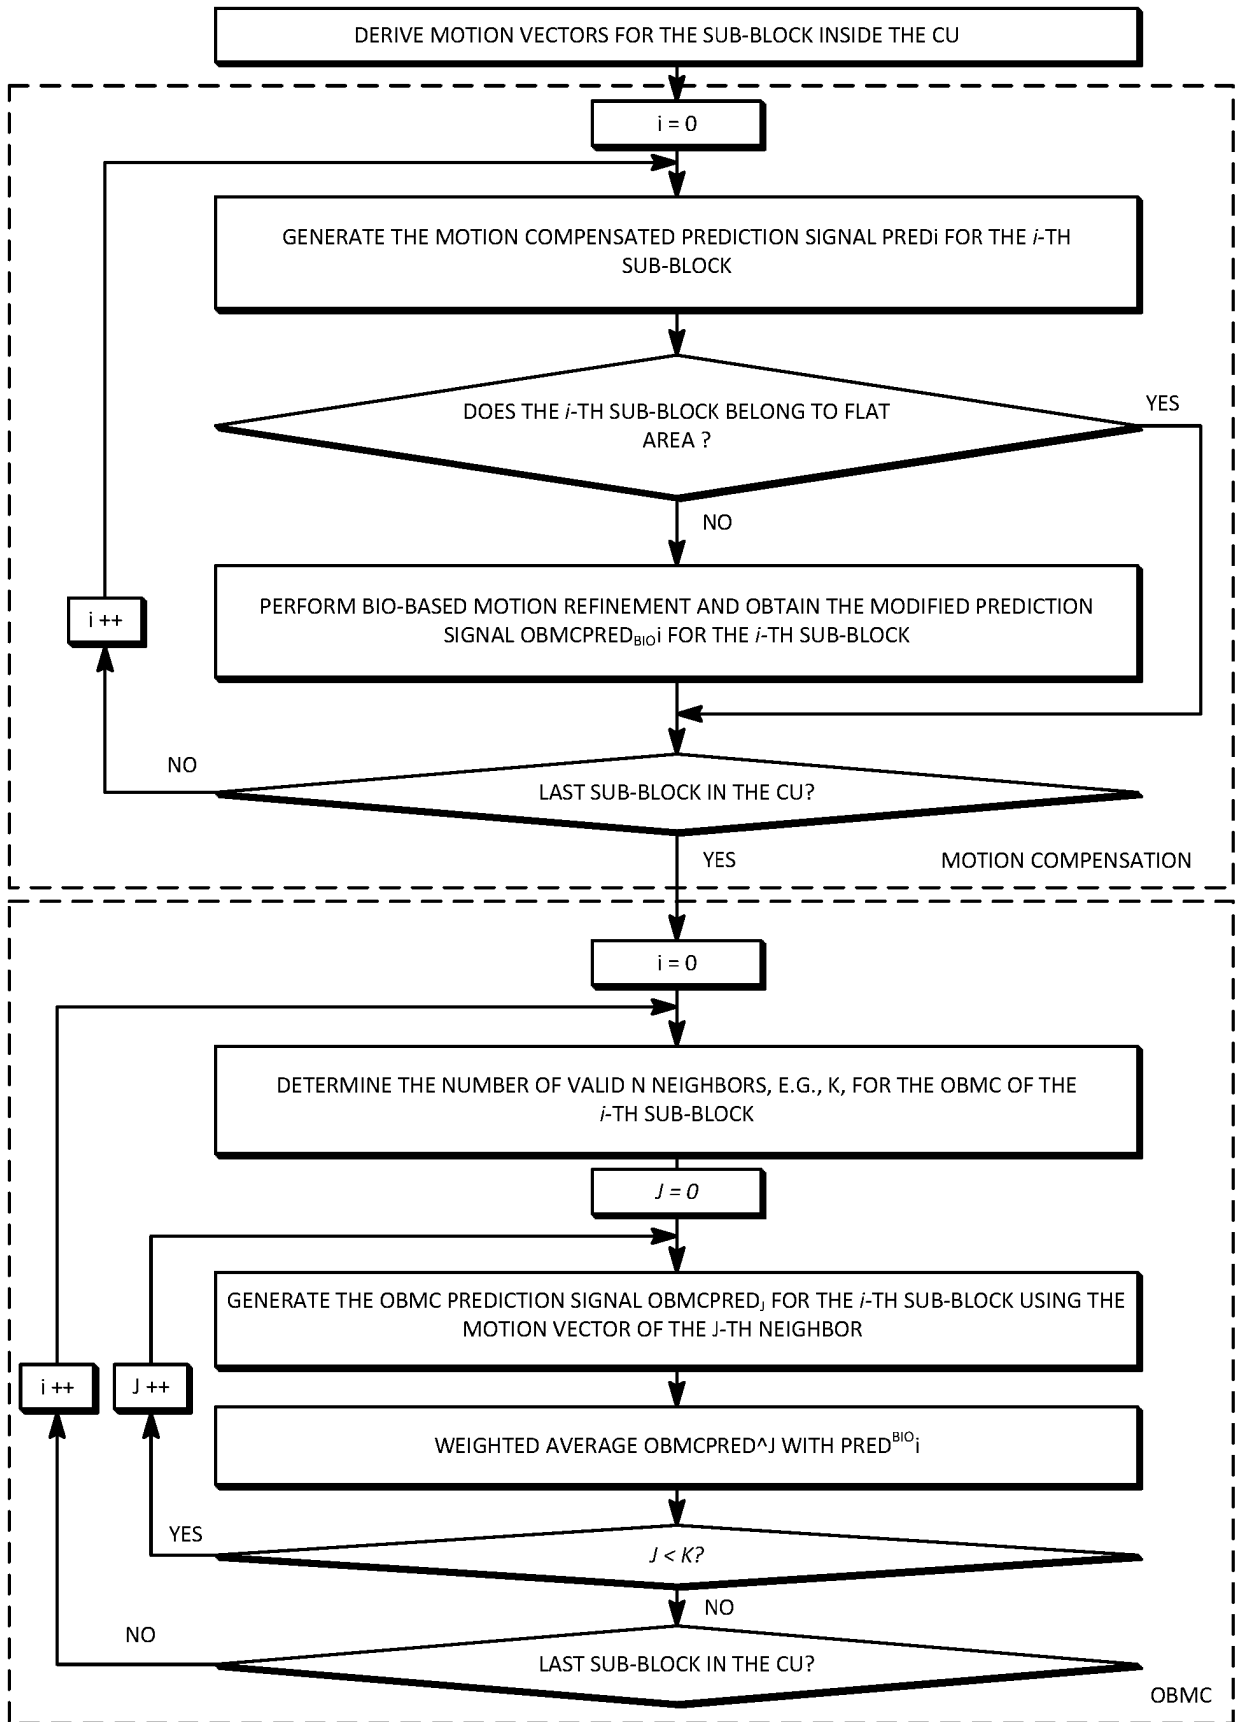 DERIVE MOTION VECTORS FOR THE SUB-BLOCK INSIDE THE CU
i = 0
GENERATE THE MOTION COMPENSATED PREDICTION SIGNAL PREDi FOR THE i-TH
SUB-BLOCK
DOES THE i-TH SUB-BLOCK BELONG TO FLAT
AREA ?
YES
NO
PERFORM BIO-BASED MOTION REFINEMENT AND OBTAIN THE MODIFIED PREDICTION
SIGNAL OBMCPRED_BIOi FOR THE i-TH SUB-BLOCK
i ++
NO
LAST SUB-BLOCK IN THE CU?
YES
MOTION COMPENSATION
i = 0
DETERMINE THE NUMBER OF VALID N NEIGHBORS, E.G., K, FOR THE OBMC OF THE
i-TH SUB-BLOCK
J = 0
GENERATE THE OBMC PREDICTION SIGNAL OBMCPRED_J FOR THE i-TH SUB-BLOCK USING THE
MOTION VECTOR OF THE J-TH NEIGHBOR
i ++
J ++
WEIGHTED AVERAGE OBMCPRED^J WITH PRED^BIOi
YES
J < K?
NO
NO
LAST SUB-BLOCK IN THE CU?
OBMC